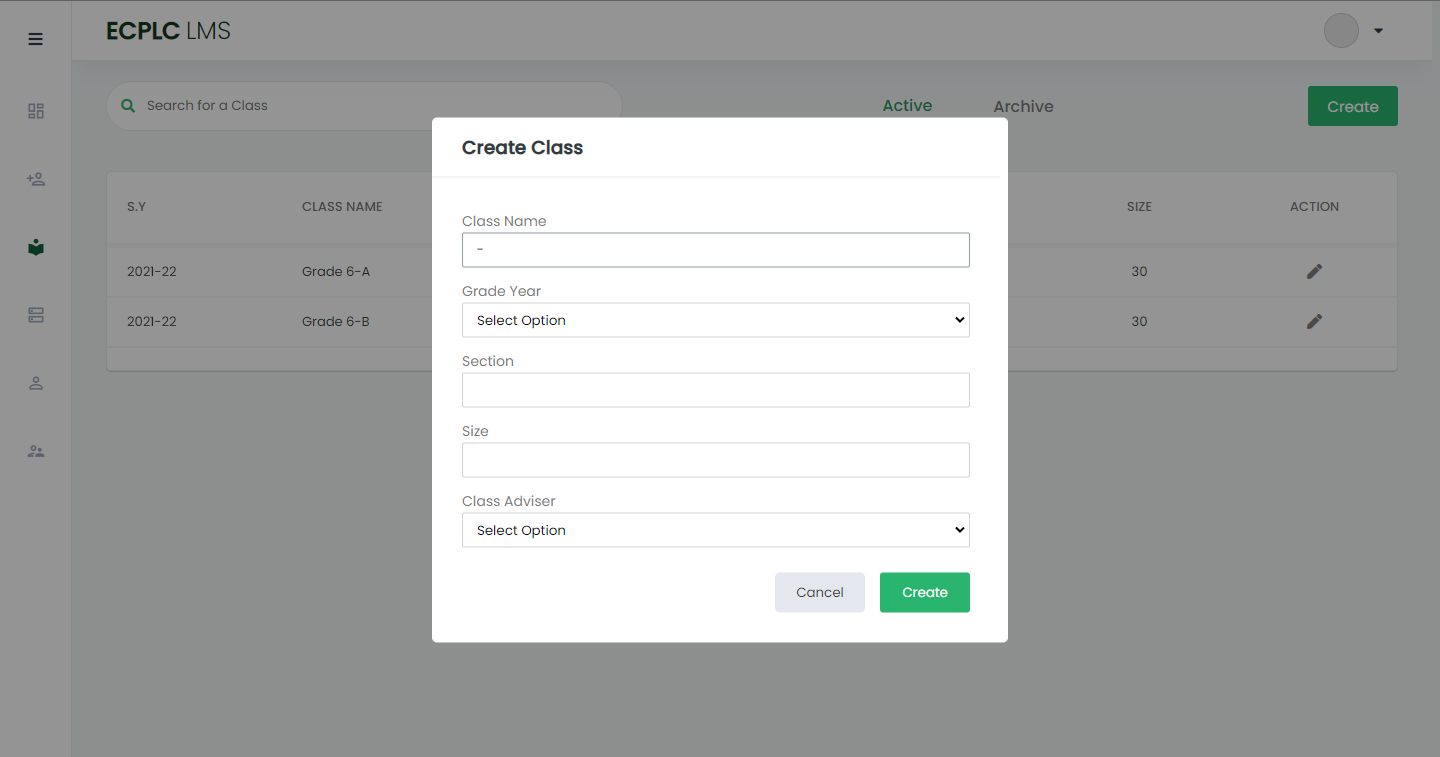 ECPLC LMS
Search for a Class
Active
Archive
Create
Create Class
S.Y
CLASS NAME
SIZE
ACTION
2021-22
Grade 6-A
30
2021-22
Grade 6-B
30
Class Name
-
Grade Year
Select Option
Section
Size
Class Adviser
Select Option
Cancel
Create